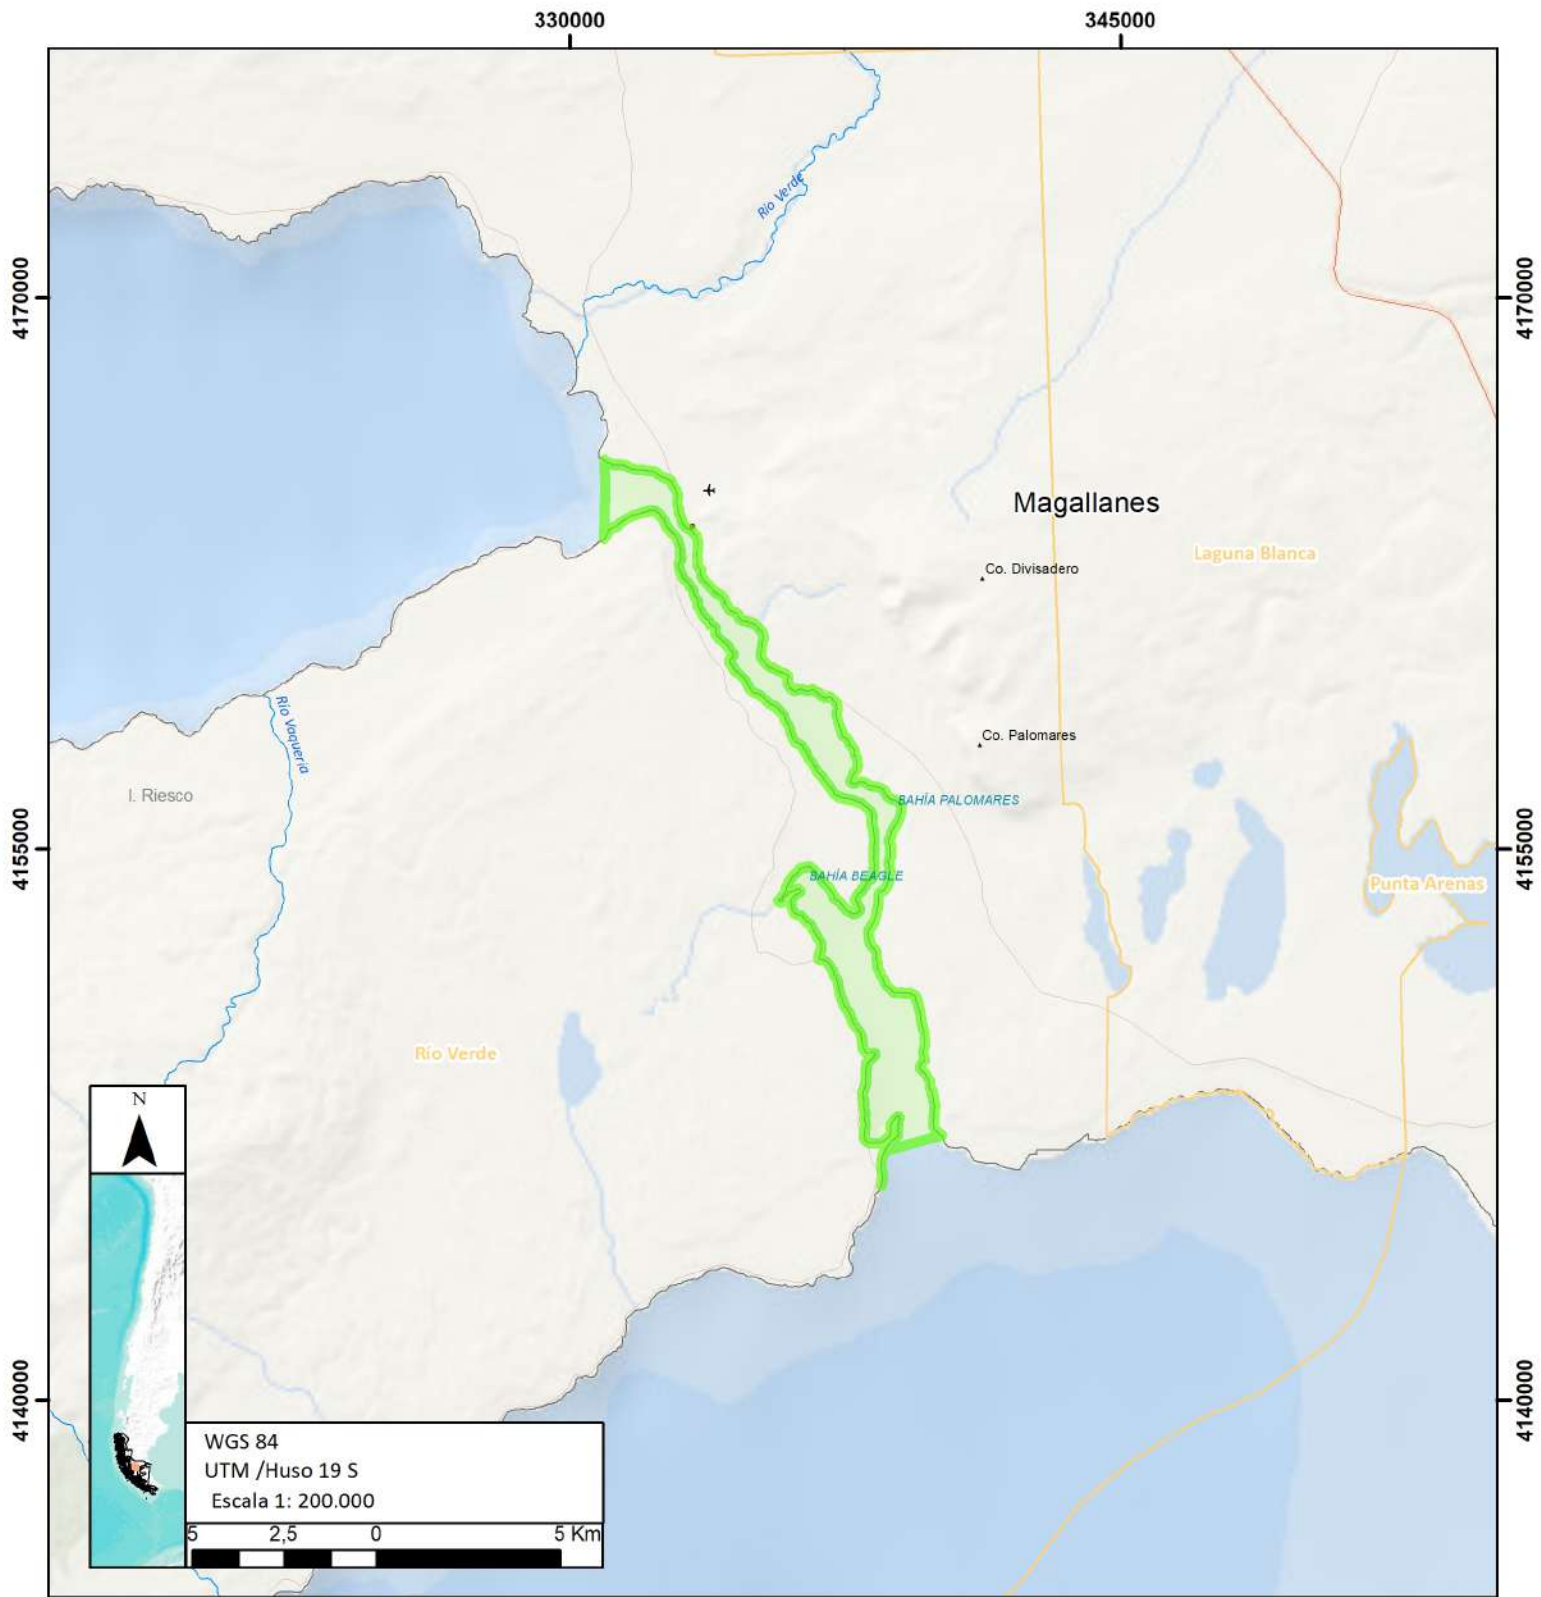 330000
345000
Río Verde
4170000
4170000
Magallanes
Laguna Blanca
Co. Divisadero
Río Vaquería
Co. Palomares
I. Riesco
BAHÍA PALOMARES
4155000
4155000
BAHÍA BEAGLE
Punta Arenas
Río Verde
N
4140000
4140000
WGS 84
UTM /Huso 19 S
Escala 1: 200.000
5 2,5 0 5 Km